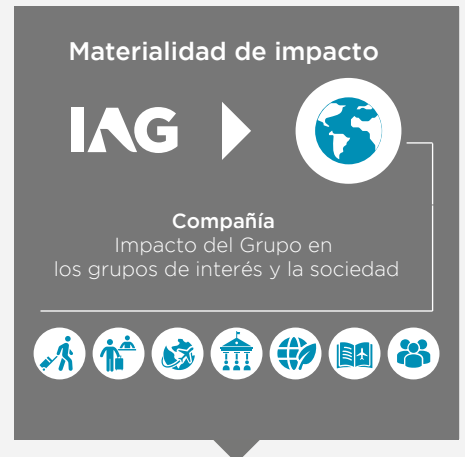 Materialidad de impacto
IAG
Compañía
Impacto del Grupo en
los grupos de interés y la sociedad